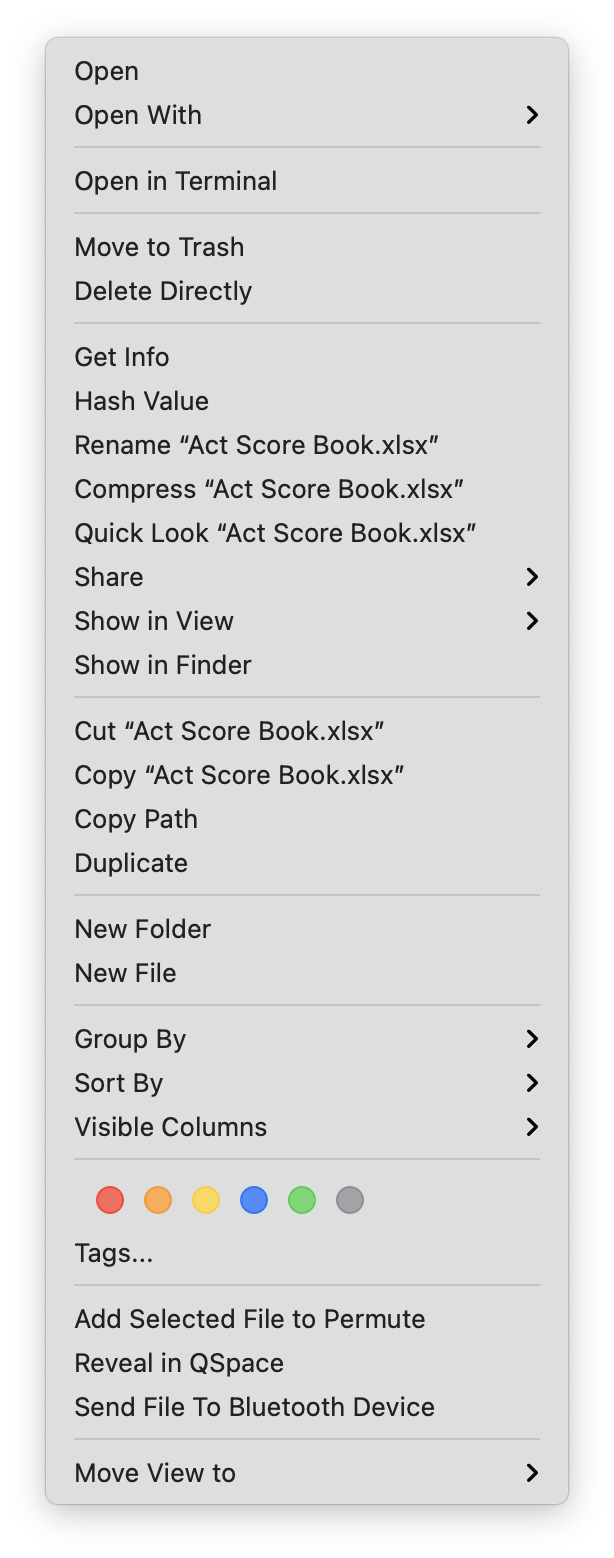 Open
Open With
Open in Terminal
Move to Trash
Delete Directly
Get Info
Hash Value
Rename “Act Score Book.xlsx”
Compress “Act Score Book.xlsx”
Quick Look “Act Score Book.xlsx”
Share
Show in View
Show in Finder
Cut “Act Score Book.xlsx”
Copy “Act Score Book.xlsx”
Copy Path
Duplicate
New Folder
New File
Group By
Sort By
Visible Columns
Tags...
Add Selected File to Permute
Reveal in QSpace
Send File To Bluetooth Device
Move View to